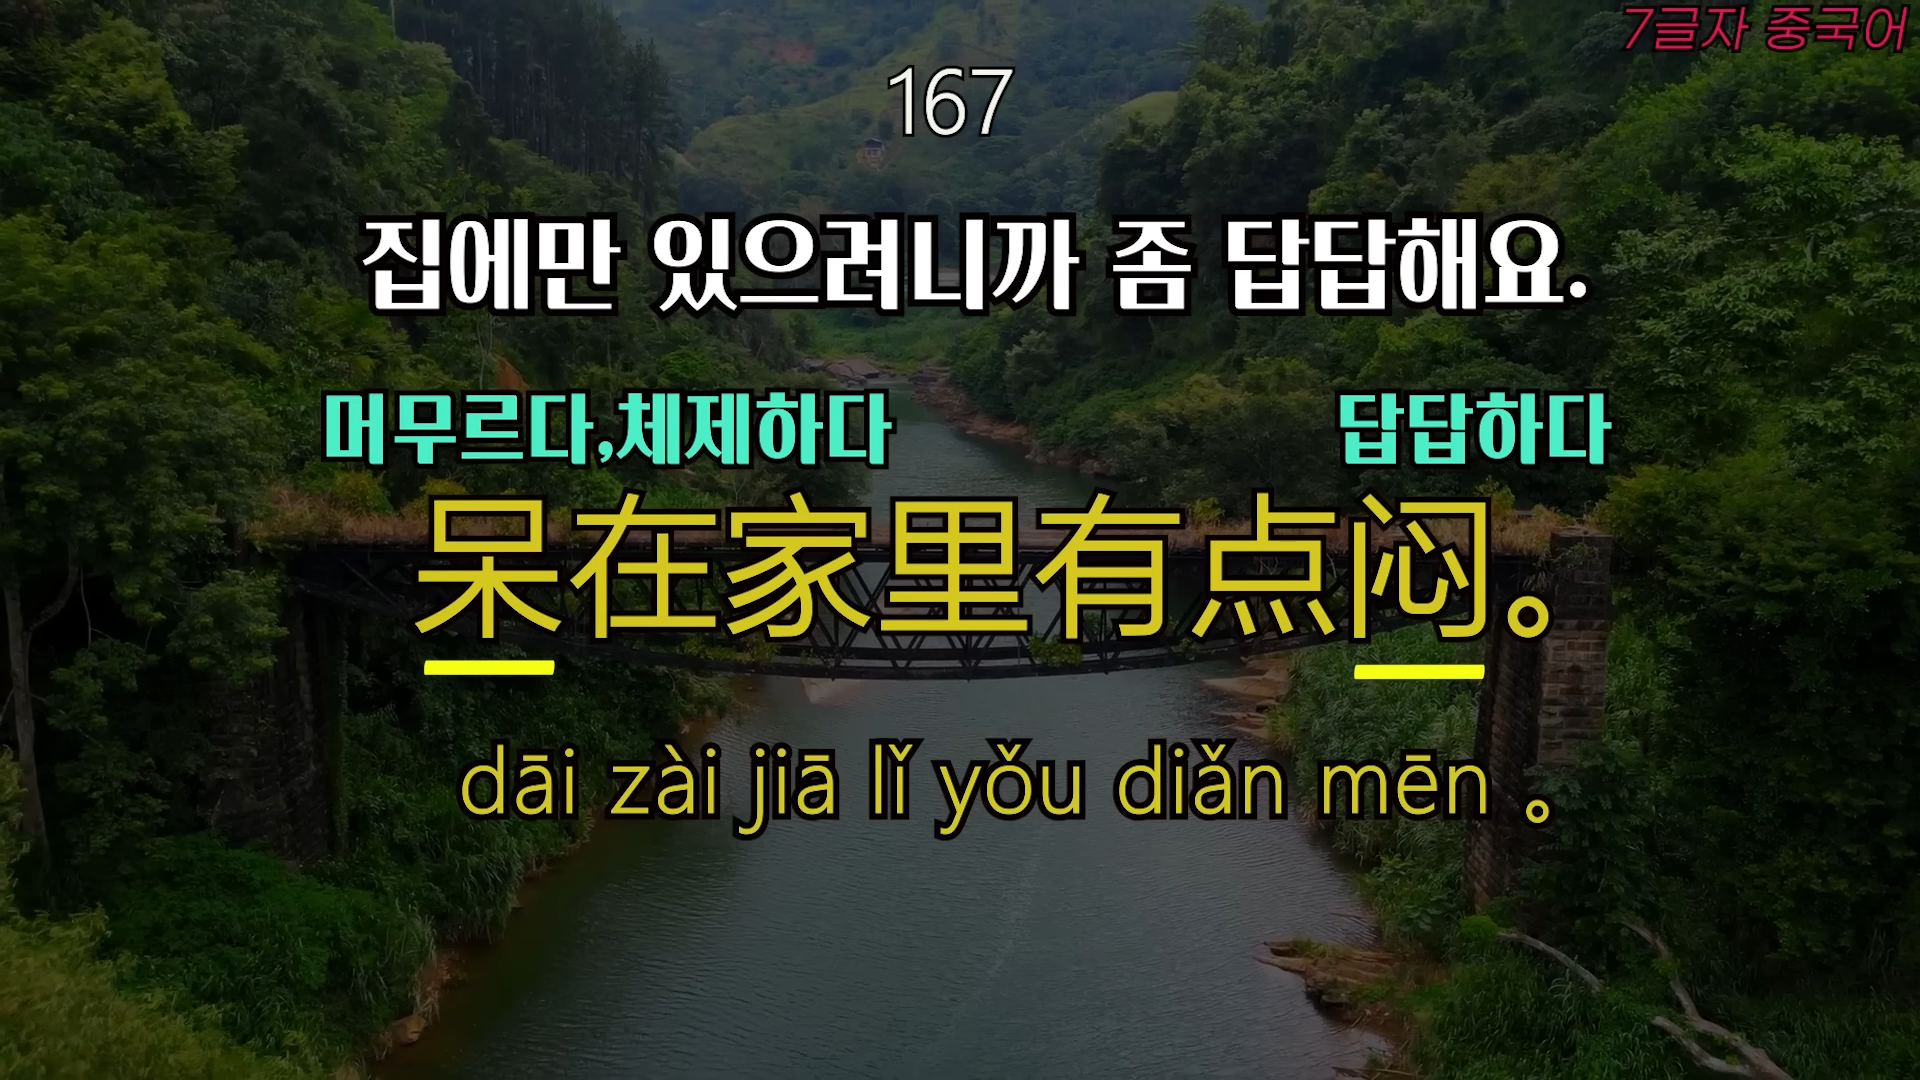 7글자 중국어
167
집에만 있으려니까 좀 답답해요.
머무르다,체제하다 답답하다
呆在家里有点闷。
dāi zài jiā lǐ yǒu diǎn mēn 。